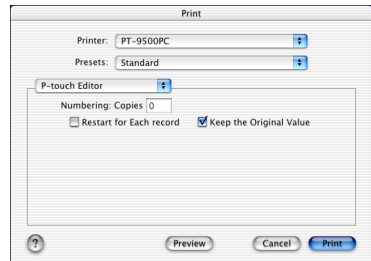 Print
Printer: PT-9500PC
Presets: Standard
P-touch Editor
Numbering: Copies 0
Restart for Each record Keep the Original Value
? Preview Cancel Print